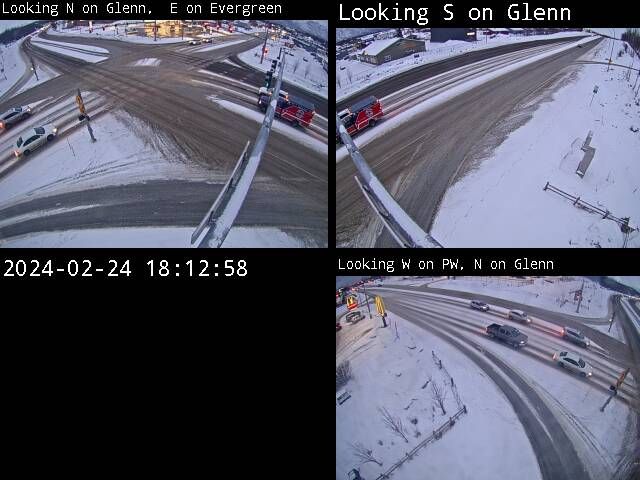 Looking N on Glenn, E on Evergreen
Looking S on Glenn
2024-02-24 18:12:58
Looking W on PW, N on Glenn